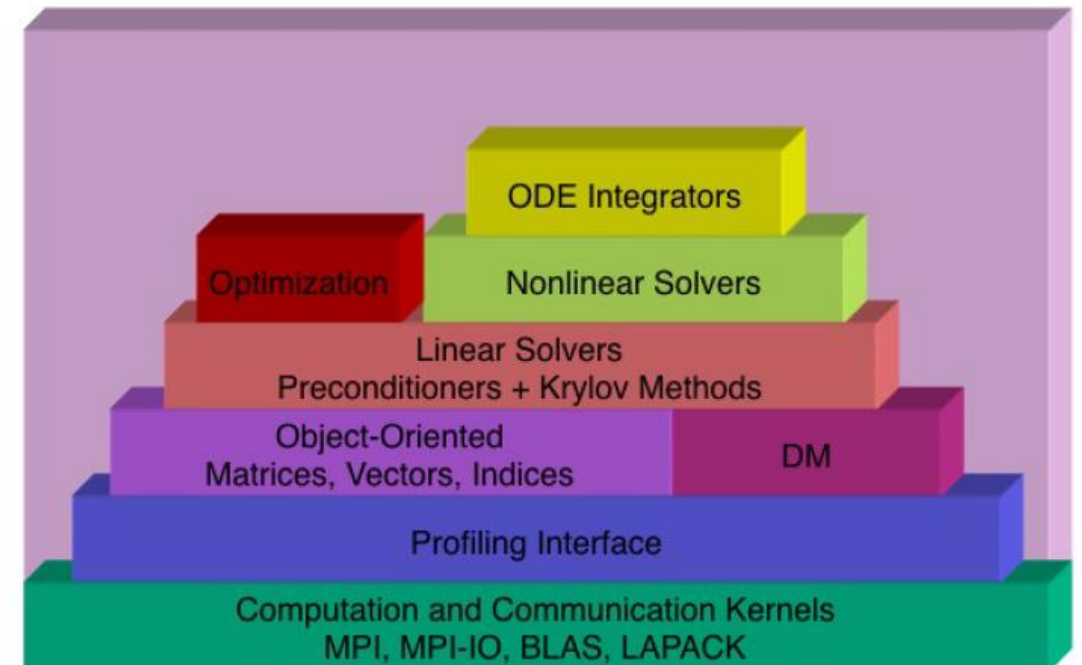 ODE Integrators
Optimization
Nonlinear Solvers
Linear Solvers
Preconditioners + Krylov Methods
Object-Oriented
Matrices, Vectors, Indices
DM
Profiling Interface
Computation and Communication Kernels
MPI, MPI-IO, BLAS, LAPACK